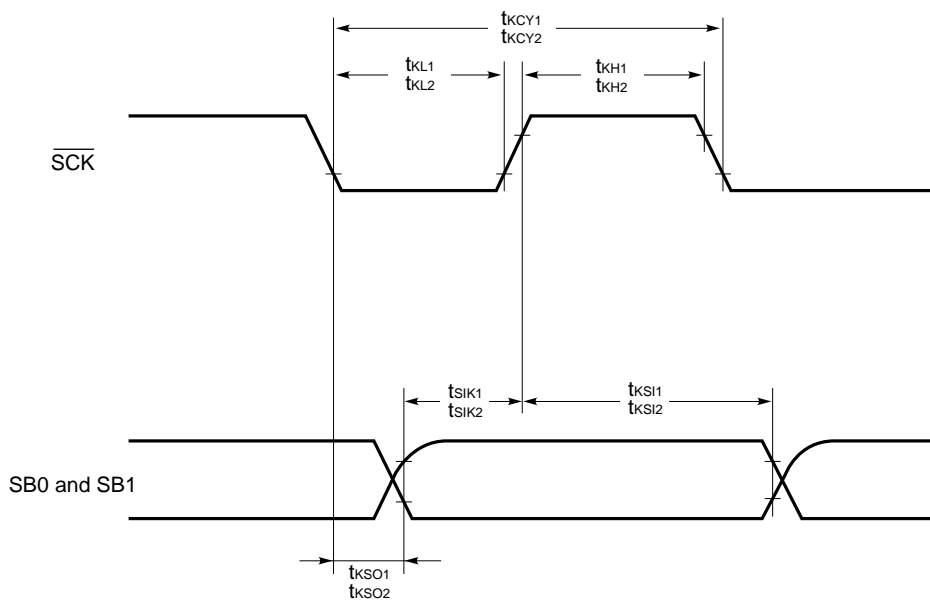 tKCY1
tKCY2
tKL1
tKL2
tKH1
tKH2
SCK
tSIK1
tSIK2
tKSI1
tKSI2
SB0 and SB1
tKSO1
tKSO2